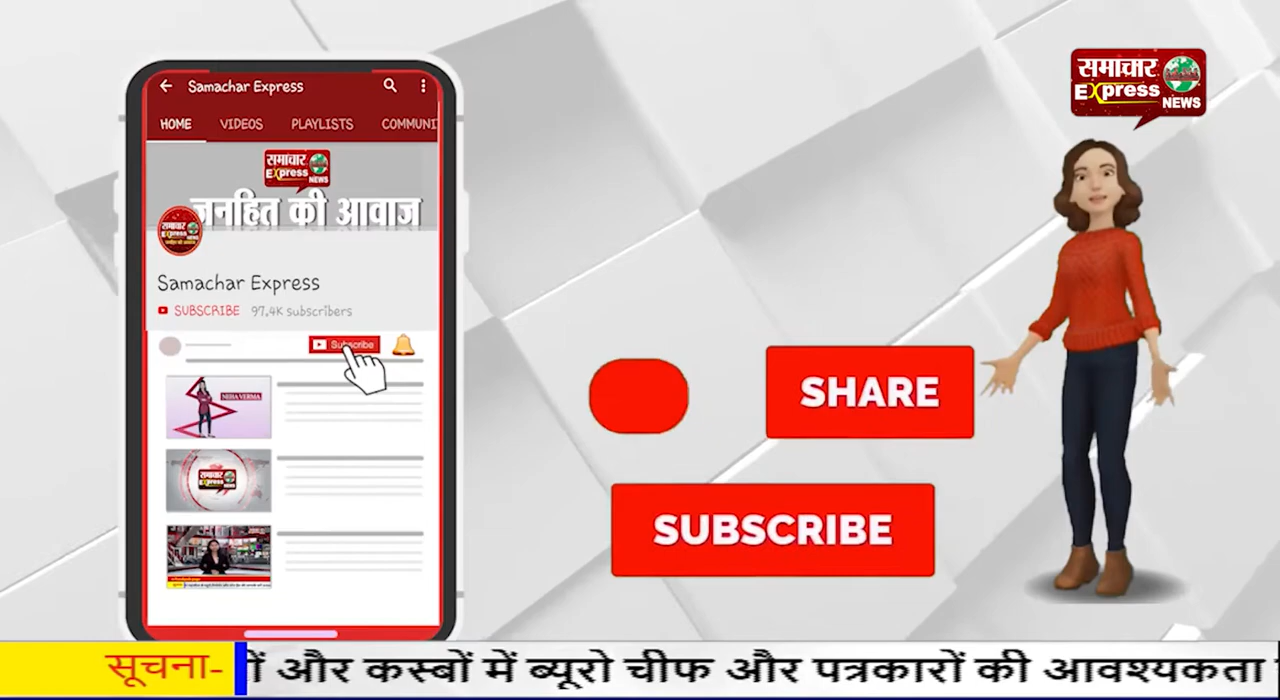 Samachar Express
HOME VIDEOS PLAYLISTS COMMUNI
समाचार
Express
NEWS
जनहित की आवाज
Samachar Express
SUBSCRIBE 97.4K subscribers
Subscribe
NEHA VERMA
समाचार
Express
NEWS
समाचार
Express
NEWS
SHARE
SUBSCRIBE
सूचना- और कस्बों में ब्यूरो चीफ और पत्रकारों की आवश्यकता